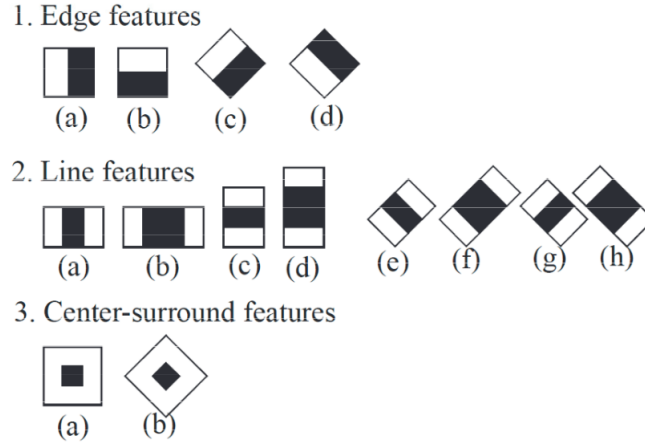 1. Edge features
(a) (b) (c) (d)
2. Line features
(a) (b) (c) (d) (e) (f) (g) (h)
3. Center-surround features
(a) (b)